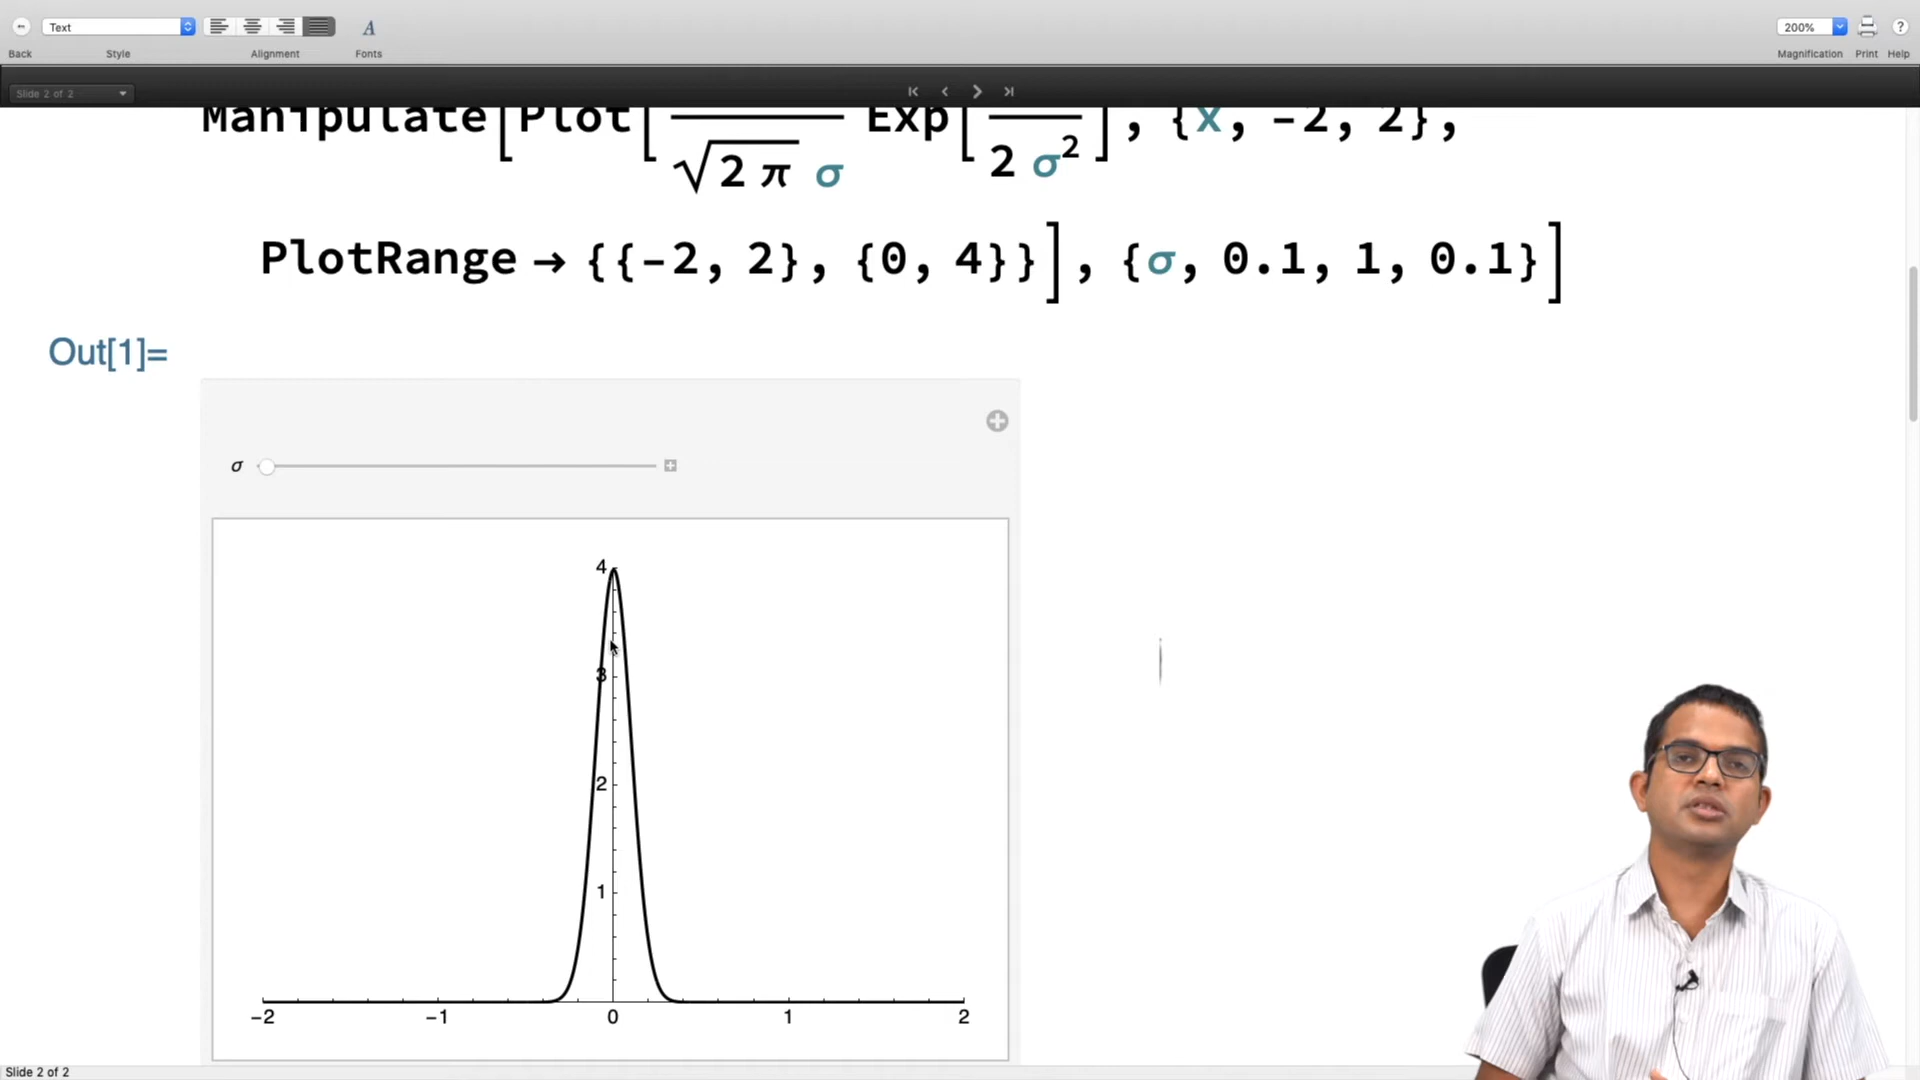 Text
200%
Back Style Alignment Fonts Magnification Print Help
Slide 2 of 2
Manipulate[Plot[ / √2 π σ Exp[ / 2 σ²], {x, -2, 2},
PlotRange → {{-2, 2}, {0, 4}}], {σ, 0.1, 1, 0.1}]
Out[1]=
σ
4
3
2
1
-2 -1 0 1 2
Slide 2 of 2